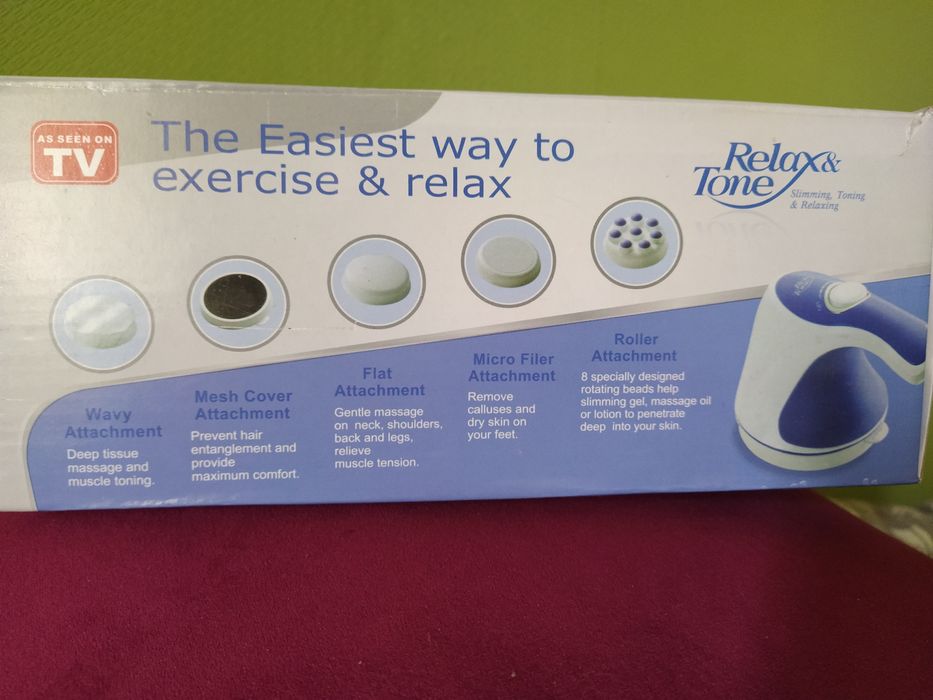 AS SEEN ON
TV
The Easiest way to
exercise & relax
Relax&
Tone
Slimming, Toning
& Relaxing
Wavy
Attachment
Deep tissue
massage and
muscle toning.
Mesh Cover
Attachment
Prevent hair
entanglement and
provide
maximum comfort.
Flat
Attachment
Gentle massage
on neck, shoulders,
back and legs,
relieve
muscle tension.
Micro Filer
Attachment
Remove
calluses and
dry skin on
your feet.
Roller
Attachment
8 specially designed
rotating beads help
slimming gel, massage oil
or lotion to penetrate
deep into your skin.